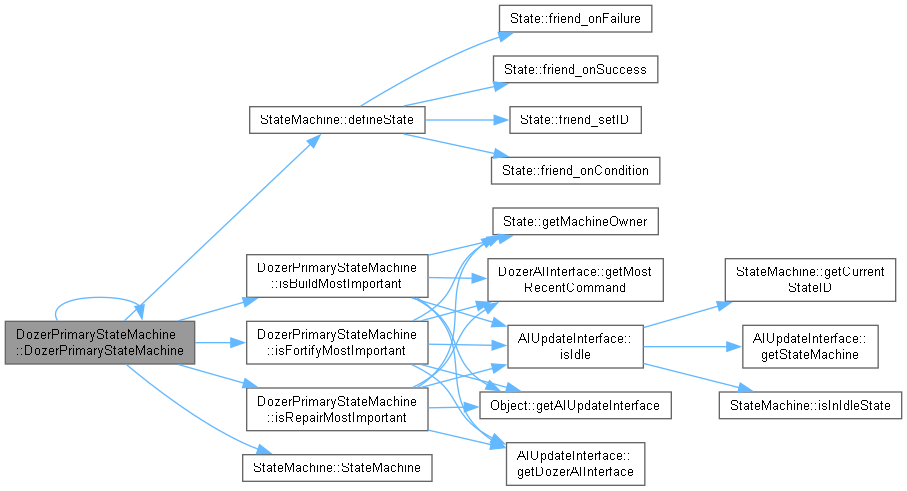 State::friend_onFailure
State::friend_onSuccess
StateMachine::defineState
State::friend_setID
State::friend_onCondition
State::getMachineOwner
DozerPrimaryStateMachine
::isBuildMostImportant
DozerAIInterface::getMost
RecentCommand
StateMachine::getCurrent
StateID
DozerPrimaryStateMachine
::DozerPrimaryStateMachine
DozerPrimaryStateMachine
::isFortifyMostImportant
AIUpdateInterface::
isIdle
AIUpdateInterface::
getStateMachine
DozerPrimaryStateMachine
::isRepairMostImportant
Object::getAIUpdateInterface
StateMachine::isInIdleState
StateMachine::StateMachine
AIUpdateInterface::
getDozerAIInterface